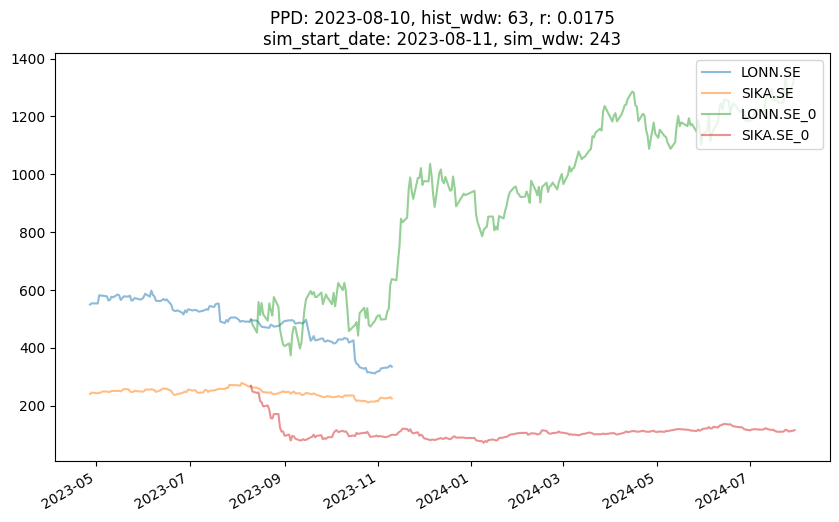 PPD: 2023-08-10, hist_wdw: 63, r: 0.0175
sim_start_date: 2023-08-11, sim_wdw: 243
1400
1200
1000
800
600
400
200
LONN.SE
SIKA.SE
LONN.SE_0
SIKA.SE_0
2023-05
2023-07
2023-09
2023-11
2024-01
2024-03
2024-05
2024-07